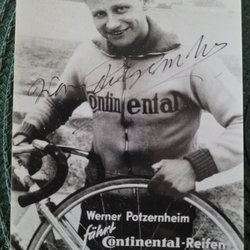 Continental
Werner Potzernheim
fährt
Continental-Reifen